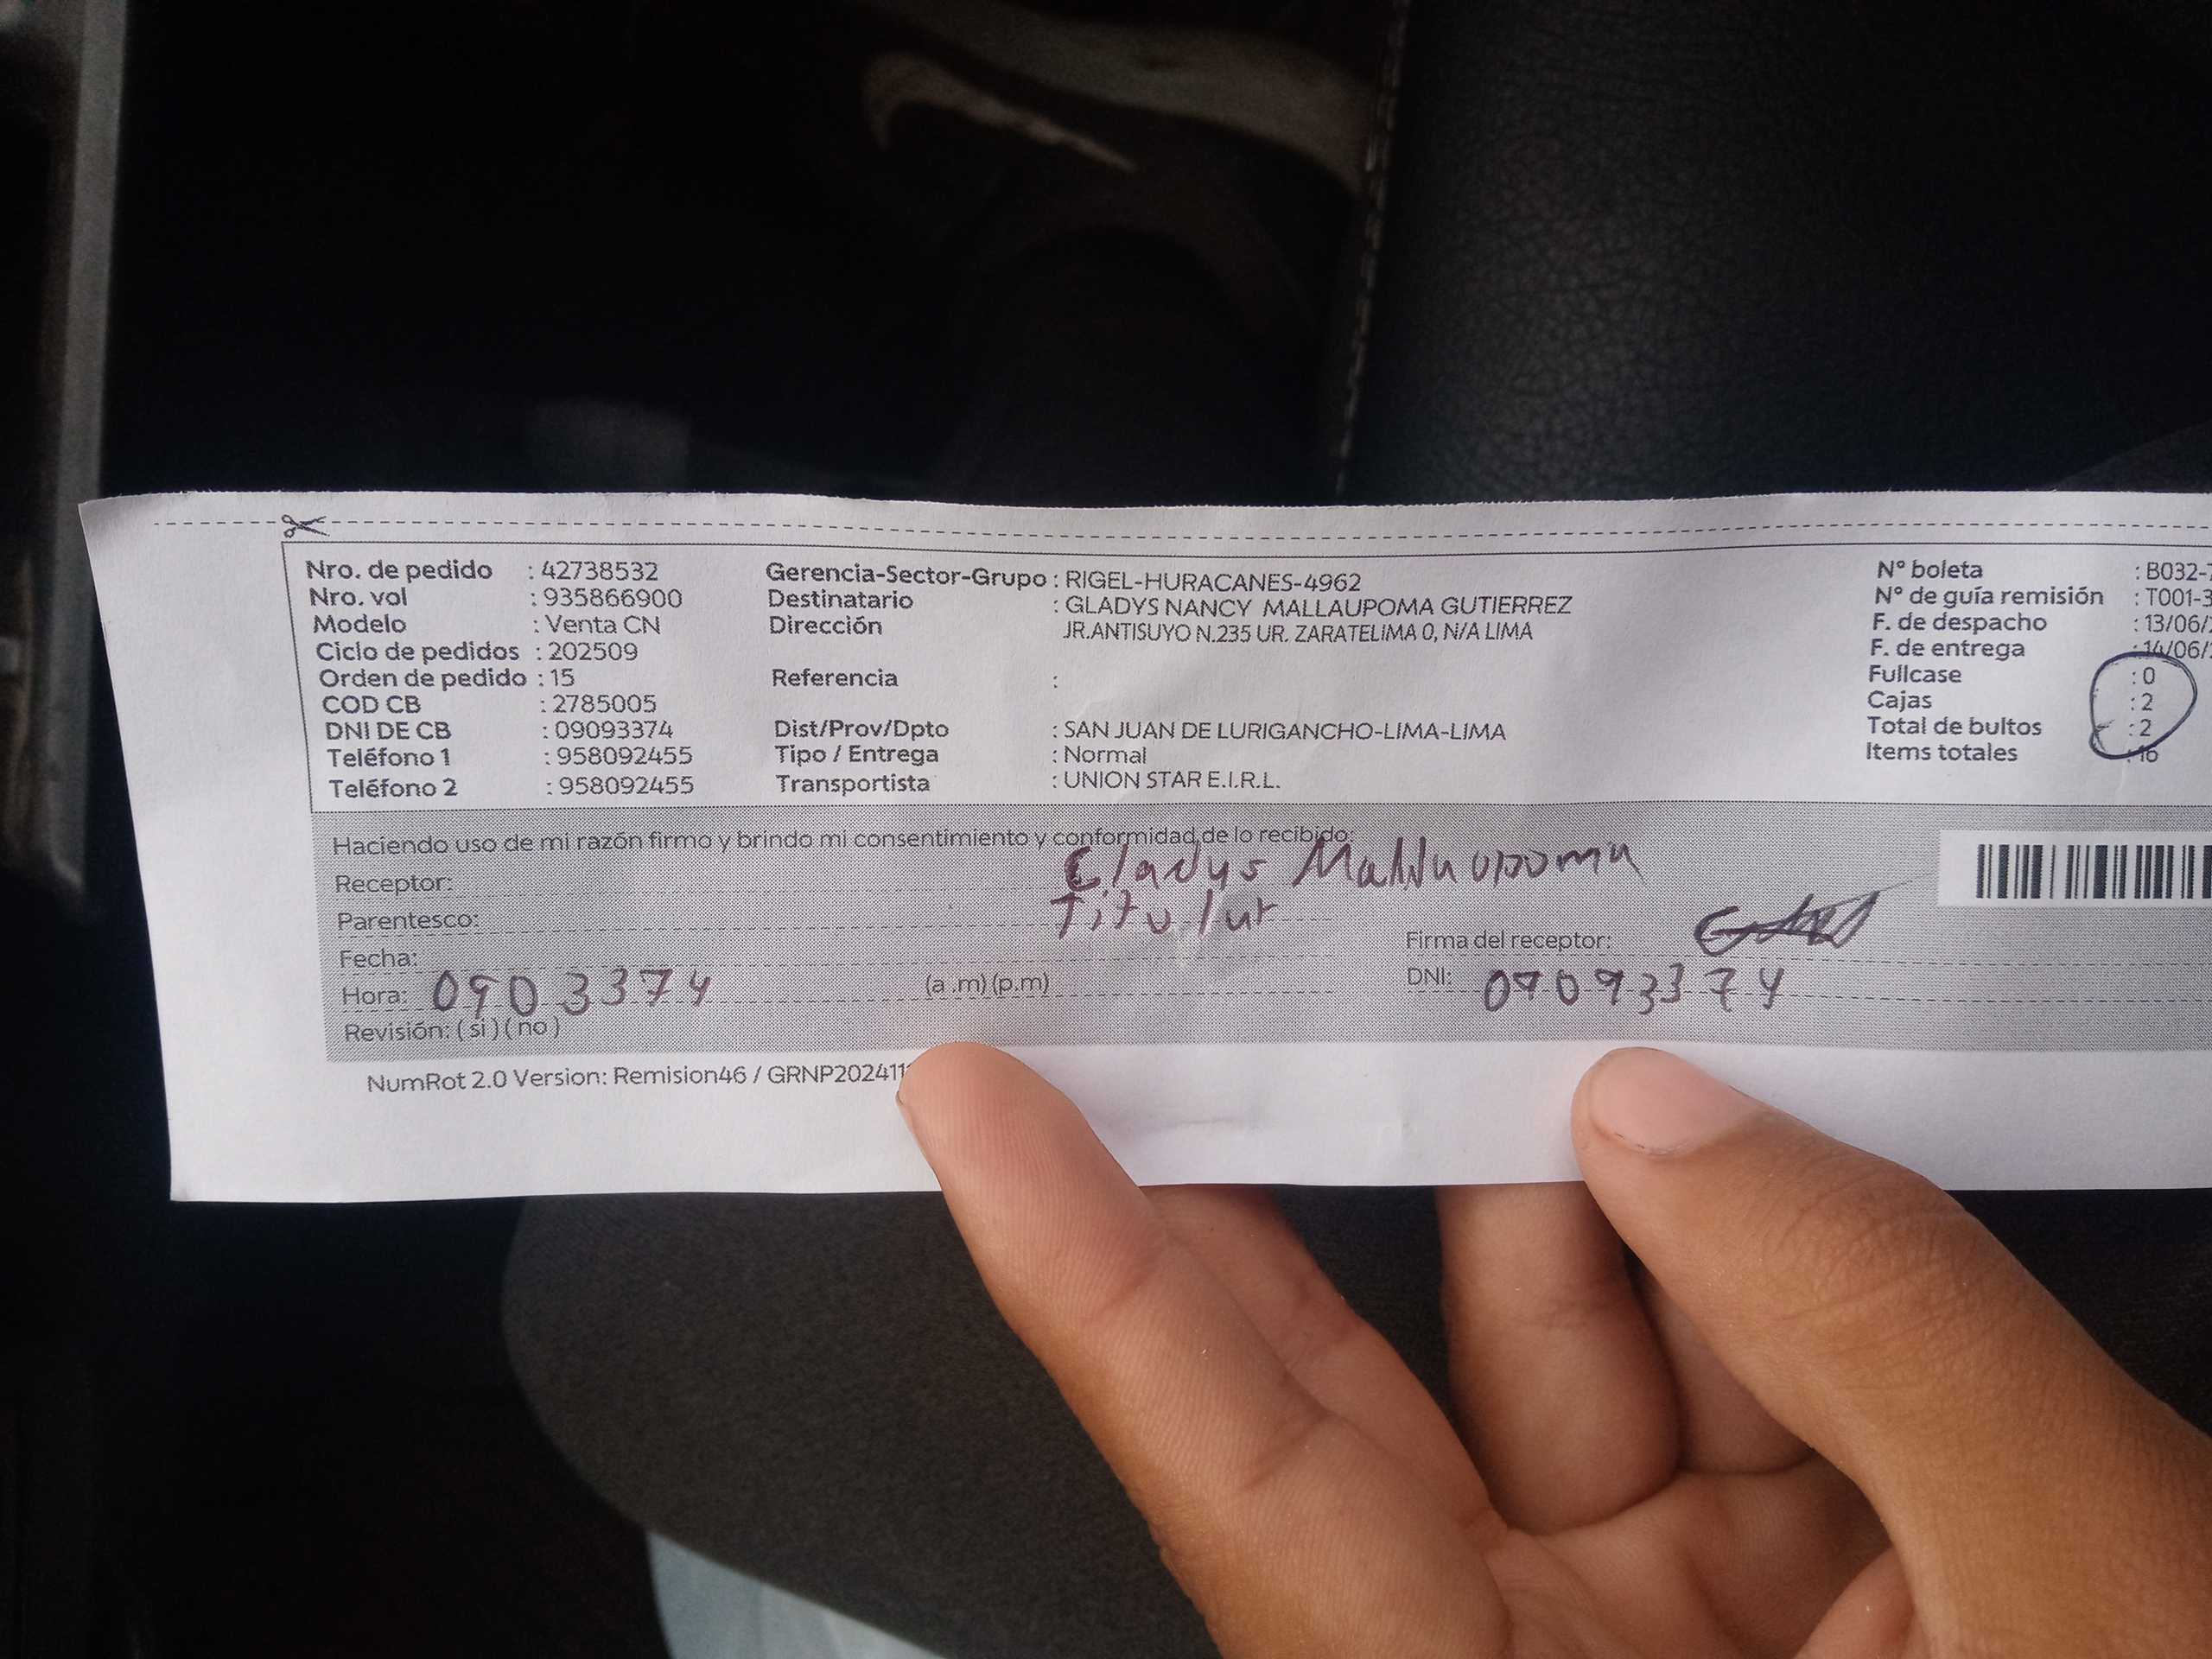 Nro. de pedido : 42738532
Nro. vol : 935866900
Modelo : Venta CN
Ciclo de pedidos : 202509
Orden de pedido : 15
COD CB : 2785005
DNI DE CB : 09093374
Teléfono 1 : 958092455
Teléfono 2 : 958092455
Gerencia-Sector-Grupo : RIGEL-HURACANES-4962
Destinatario : GLADYS NANCY MALLAUPOMA GUTIERREZ
Dirección JR.ANTISUYO N.235 UR. ZARATELIMA 0, N/A LIMA
Referencia :
Dist/Prov/Dpto : SAN JUAN DE LURIGANCHO-LIMA-LIMA
Tipo / Entrega : Normal
Transportista : UNION STAR E.I.R.L.
Nº boleta : B032-
Nº de guía remisión : T001-3
F. de despacho : 13/06/
F. de entrega : 14/06/
Fullcase : 0
Cajas : 2
Total de bultos : 2
Items totales : 16
Haciendo uso de mi razón firmo y brindo mi consentimiento y conformidad de lo recibido:
Receptor: Gladys Mallaupoma
Parentesco: Titular
Fecha:
Hora: 0903374 (a .m) (p.m)
Revisión: ( si ) ( no )
Firma del receptor:
DNI: 09093374
NumRot 2.0 Version: Remision46 / GRNP202411